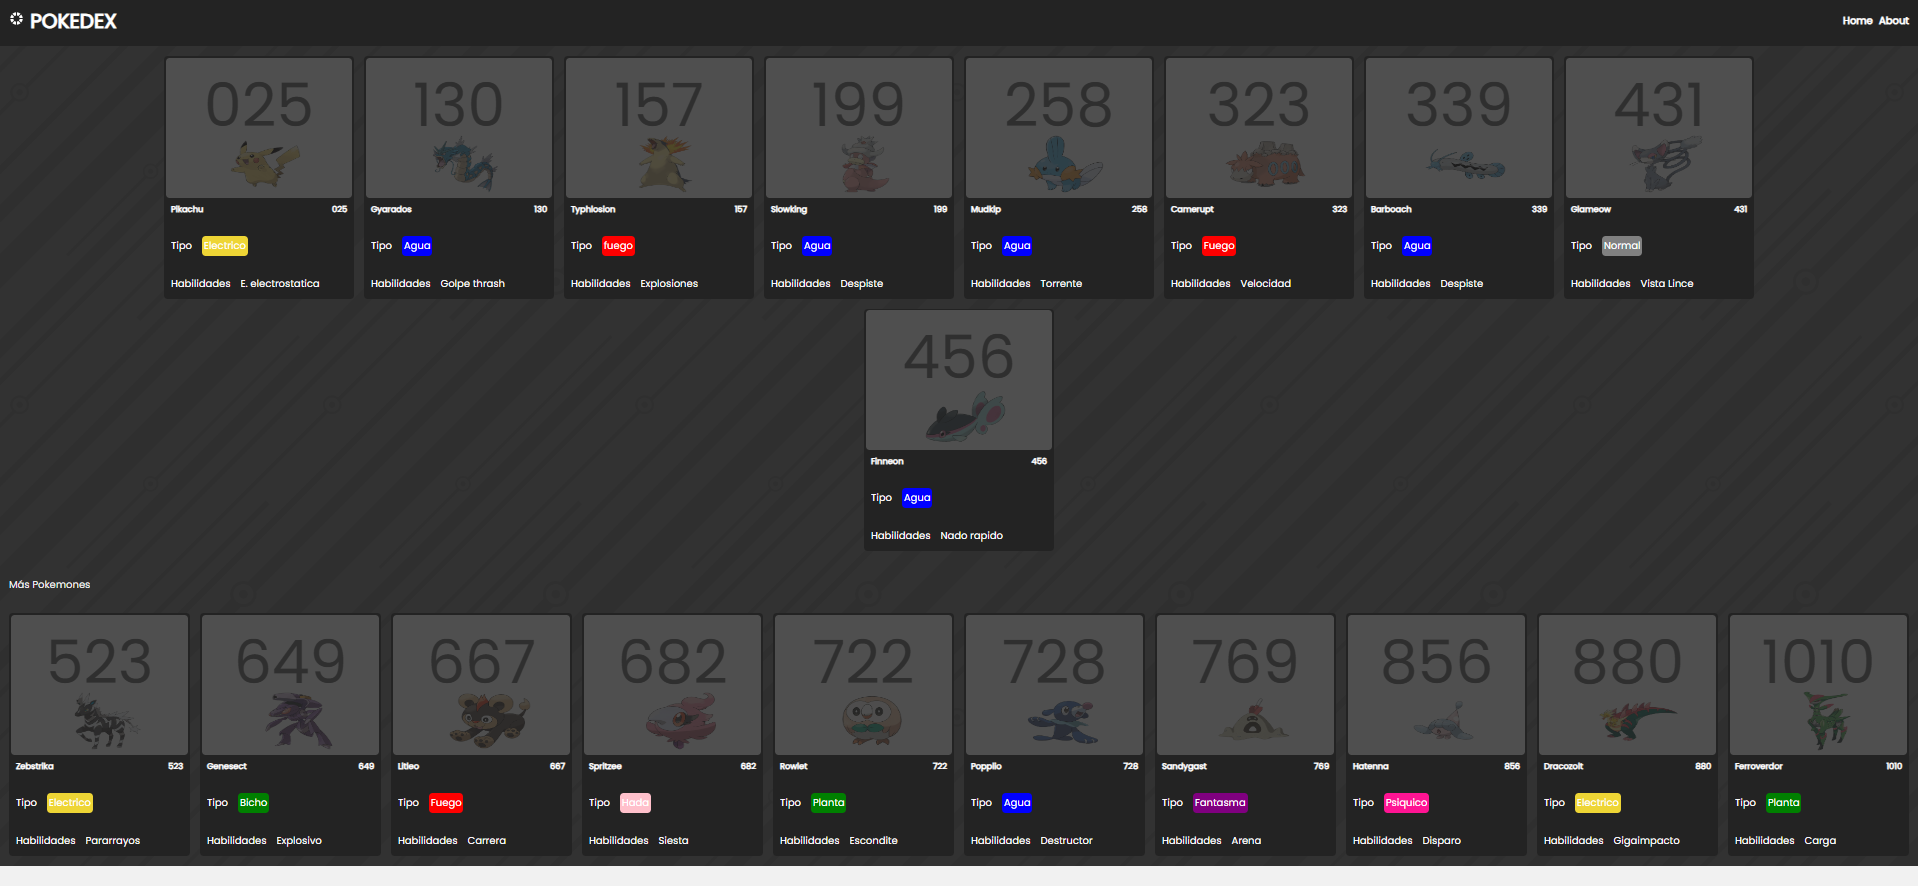 POKEDEX
Home About
025
Pikachu 025
Tipo Electrico
Habilidades E. electrostatica
130
Gyarados 130
Tipo Agua
Habilidades Golpe thrash
157
Typhlosion 157
Tipo fuego
Habilidades Explosiones
199
Slowking 199
Tipo Agua
Habilidades Despiste
258
Mudkip 258
Tipo Agua
Habilidades Torrente
323
Camerupt 323
Tipo Fuego
Habilidades Velocidad
339
Barboach 339
Tipo Agua
Habilidades Despiste
431
Glameow 431
Tipo Normal
Habilidades Vista Lince
456
Finneon 456
Tipo Agua
Habilidades Nado rapido
Más Pokemones
523
Zebstrika 523
Tipo Electrico
Habilidades Pararrayos
649
Genesect 649
Tipo Bicho
Habilidades Explosivo
667
Litleo 667
Tipo Fuego
Habilidades Carrera
682
Spritzee 682
Tipo Hada
Habilidades Siesta
722
Rowlet 722
Tipo Planta
Habilidades Escondite
728
Popplio 728
Tipo Agua
Habilidades Destructor
769
Sandygast 769
Tipo Fantasma
Habilidades Arena
856
Hatenna 856
Tipo Psiquico
Habilidades Disparo
880
Dracozolt 880
Tipo Electrico
Habilidades Gigaimpacto
1010
Ferroverdor 1010
Tipo Planta
Habilidades Carga